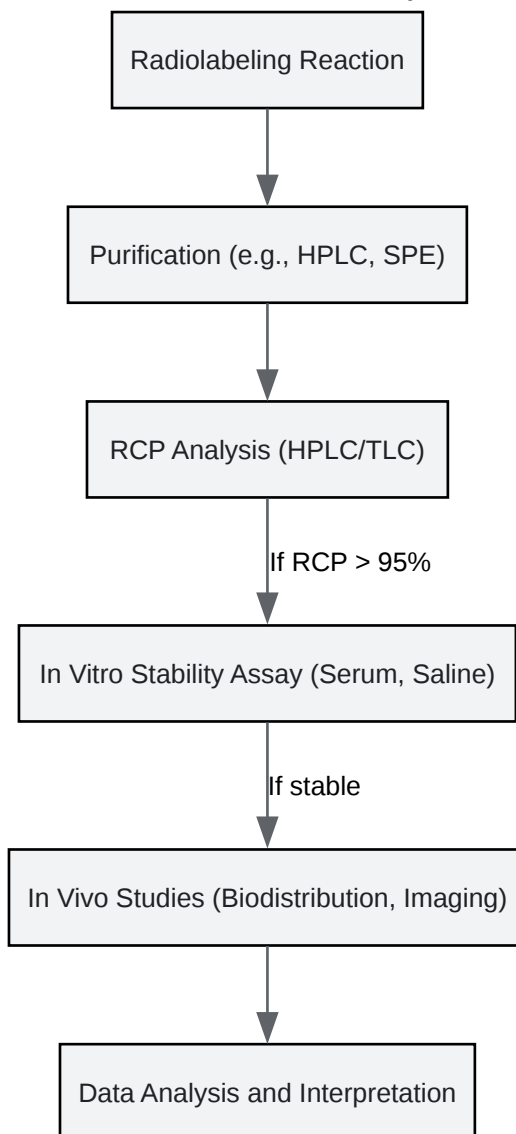 Radiolabeling Reaction
Purification (e.g., HPLC, SPE)
RCP Analysis (HPLC/TLC)
If RCP > 95%
In Vitro Stability Assay (Serum, Saline)
If stable
In Vivo Studies (Biodistribution, Imaging)
Data Analysis and Interpretation